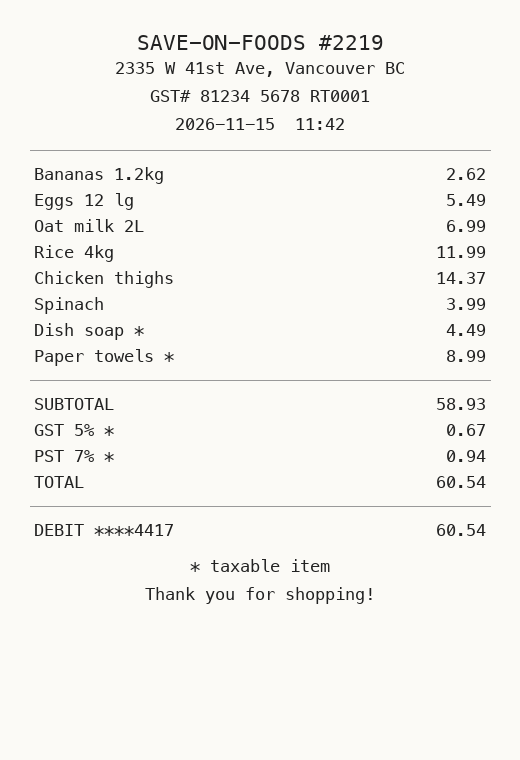 SAVE-ON-FOODS #2219
2335 W 41st Ave, Vancouver BC
GST# 81234 5678 RT0001
2026-11-15 11:42
Bananas 1.2kg 2.62
Eggs 12 lg 5.49
Oat milk 2L 6.99
Rice 4kg 11.99
Chicken thighs 14.37
Spinach 3.99
Dish soap * 4.49
Paper towels * 8.99
SUBTOTAL 58.93
GST 5% * 0.67
PST 7% * 0.94
TOTAL 60.54
DEBIT ****4417 60.54
* taxable item
Thank you for shopping!